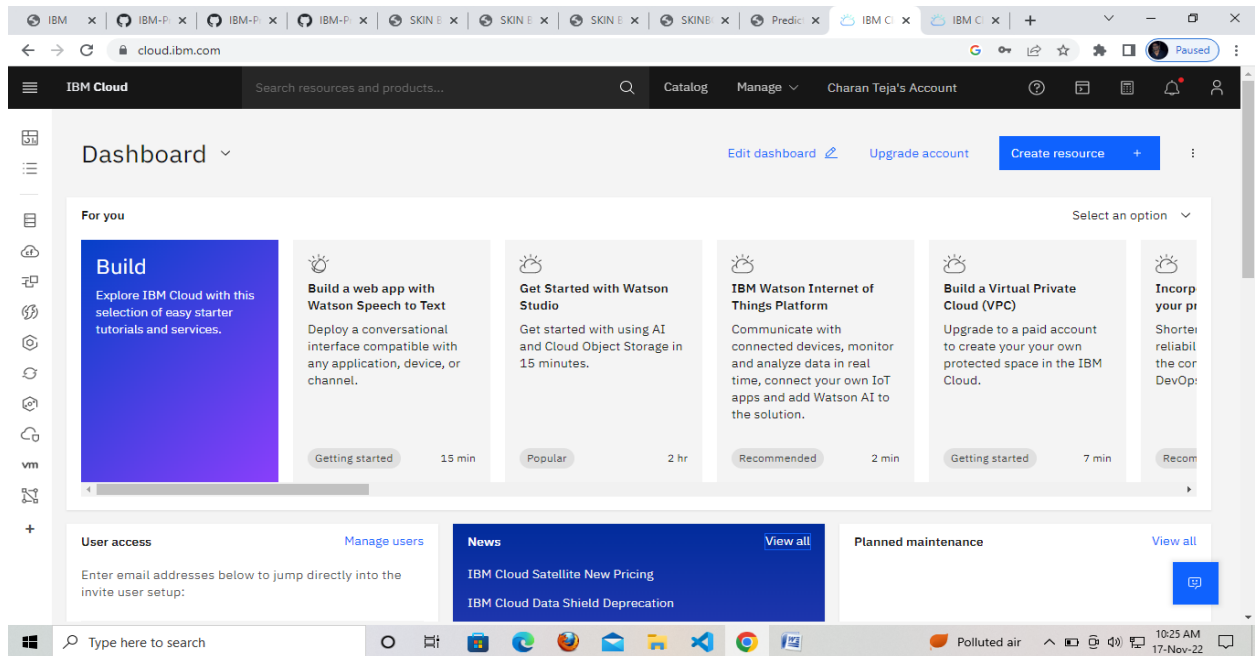 IBM
IBM-P
IBM-P
IBM-P
SKIN E
SKIN E
SKIN E
SKINB
Predict
IBM Cl
IBM Cl
cloud.ibm.com
Paused
IBM Cloud
Search resources and products...
Catalog
Manage
Charan Teja's Account
Dashboard
Edit dashboard
Upgrade account
Create resource +
For you
Select an option
Build
Explore IBM Cloud with this
selection of easy starter
tutorials and services.
Build a web app with
Watson Speech to Text
Deploy a conversational
interface compatible with
any application, device, or
channel.
Getting started
15 min
Get Started with Watson
Studio
Get started with using AI
and Cloud Object Storage in
15 minutes.
Popular
2 hr
IBM Watson Internet of
Things Platform
Communicate with
connected devices, monitor
and analyze data in real
time, connect your own IoT
apps and add Watson AI to
the solution.
Recommended
2 min
Build a Virtual Private
Cloud (VPC)
Upgrade to a paid account
to create your your own
protected space in the IBM
Cloud.
Getting started
7 min
Incorp
your pr
Shorter
reliabil
the cor
DevOps
Recom
vm
User access
Manage users
Enter email addresses below to jump directly into the
invite user setup:
News
View all
IBM Cloud Satellite New Pricing
IBM Cloud Data Shield Deprecation
Planned maintenance
View all
Type here to search
Polluted air
10:25 AM
17-Nov-22